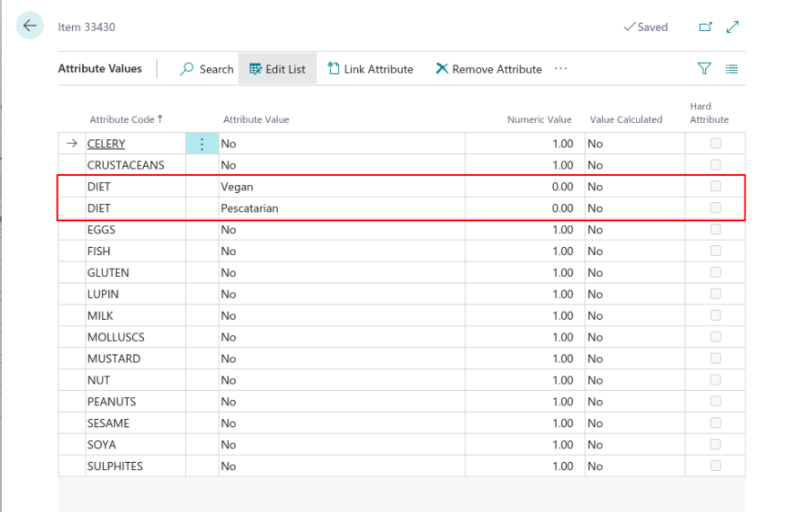 Item 33430
Saved
Attribute Values
Search
Edit List
Link Attribute
Remove Attribute
Attribute Code ↑ Attribute Value Numeric Value Value Calculated Hard Attribute
CELERY No 1.00 No
CRUSTACEANS No 1.00 No
DIET Vegan 0.00 No
DIET Pescatarian 0.00 No
EGGS No 1.00 No
FISH No 1.00 No
GLUTEN No 1.00 No
LUPIN No 1.00 No
MILK No 1.00 No
MOLLUSCS No 1.00 No
MUSTARD No 1.00 No
NUT No 1.00 No
PEANUTS No 1.00 No
SESAME No 1.00 No
SOYA No 1.00 No
SULPHITES No 1.00 No